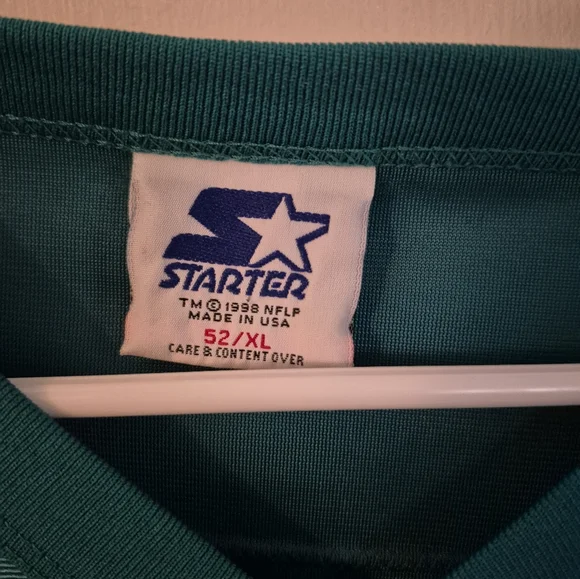 STARTER
TM © 1998 NFLP
MADE IN USA
52/XL
CARE & CONTENT OVER